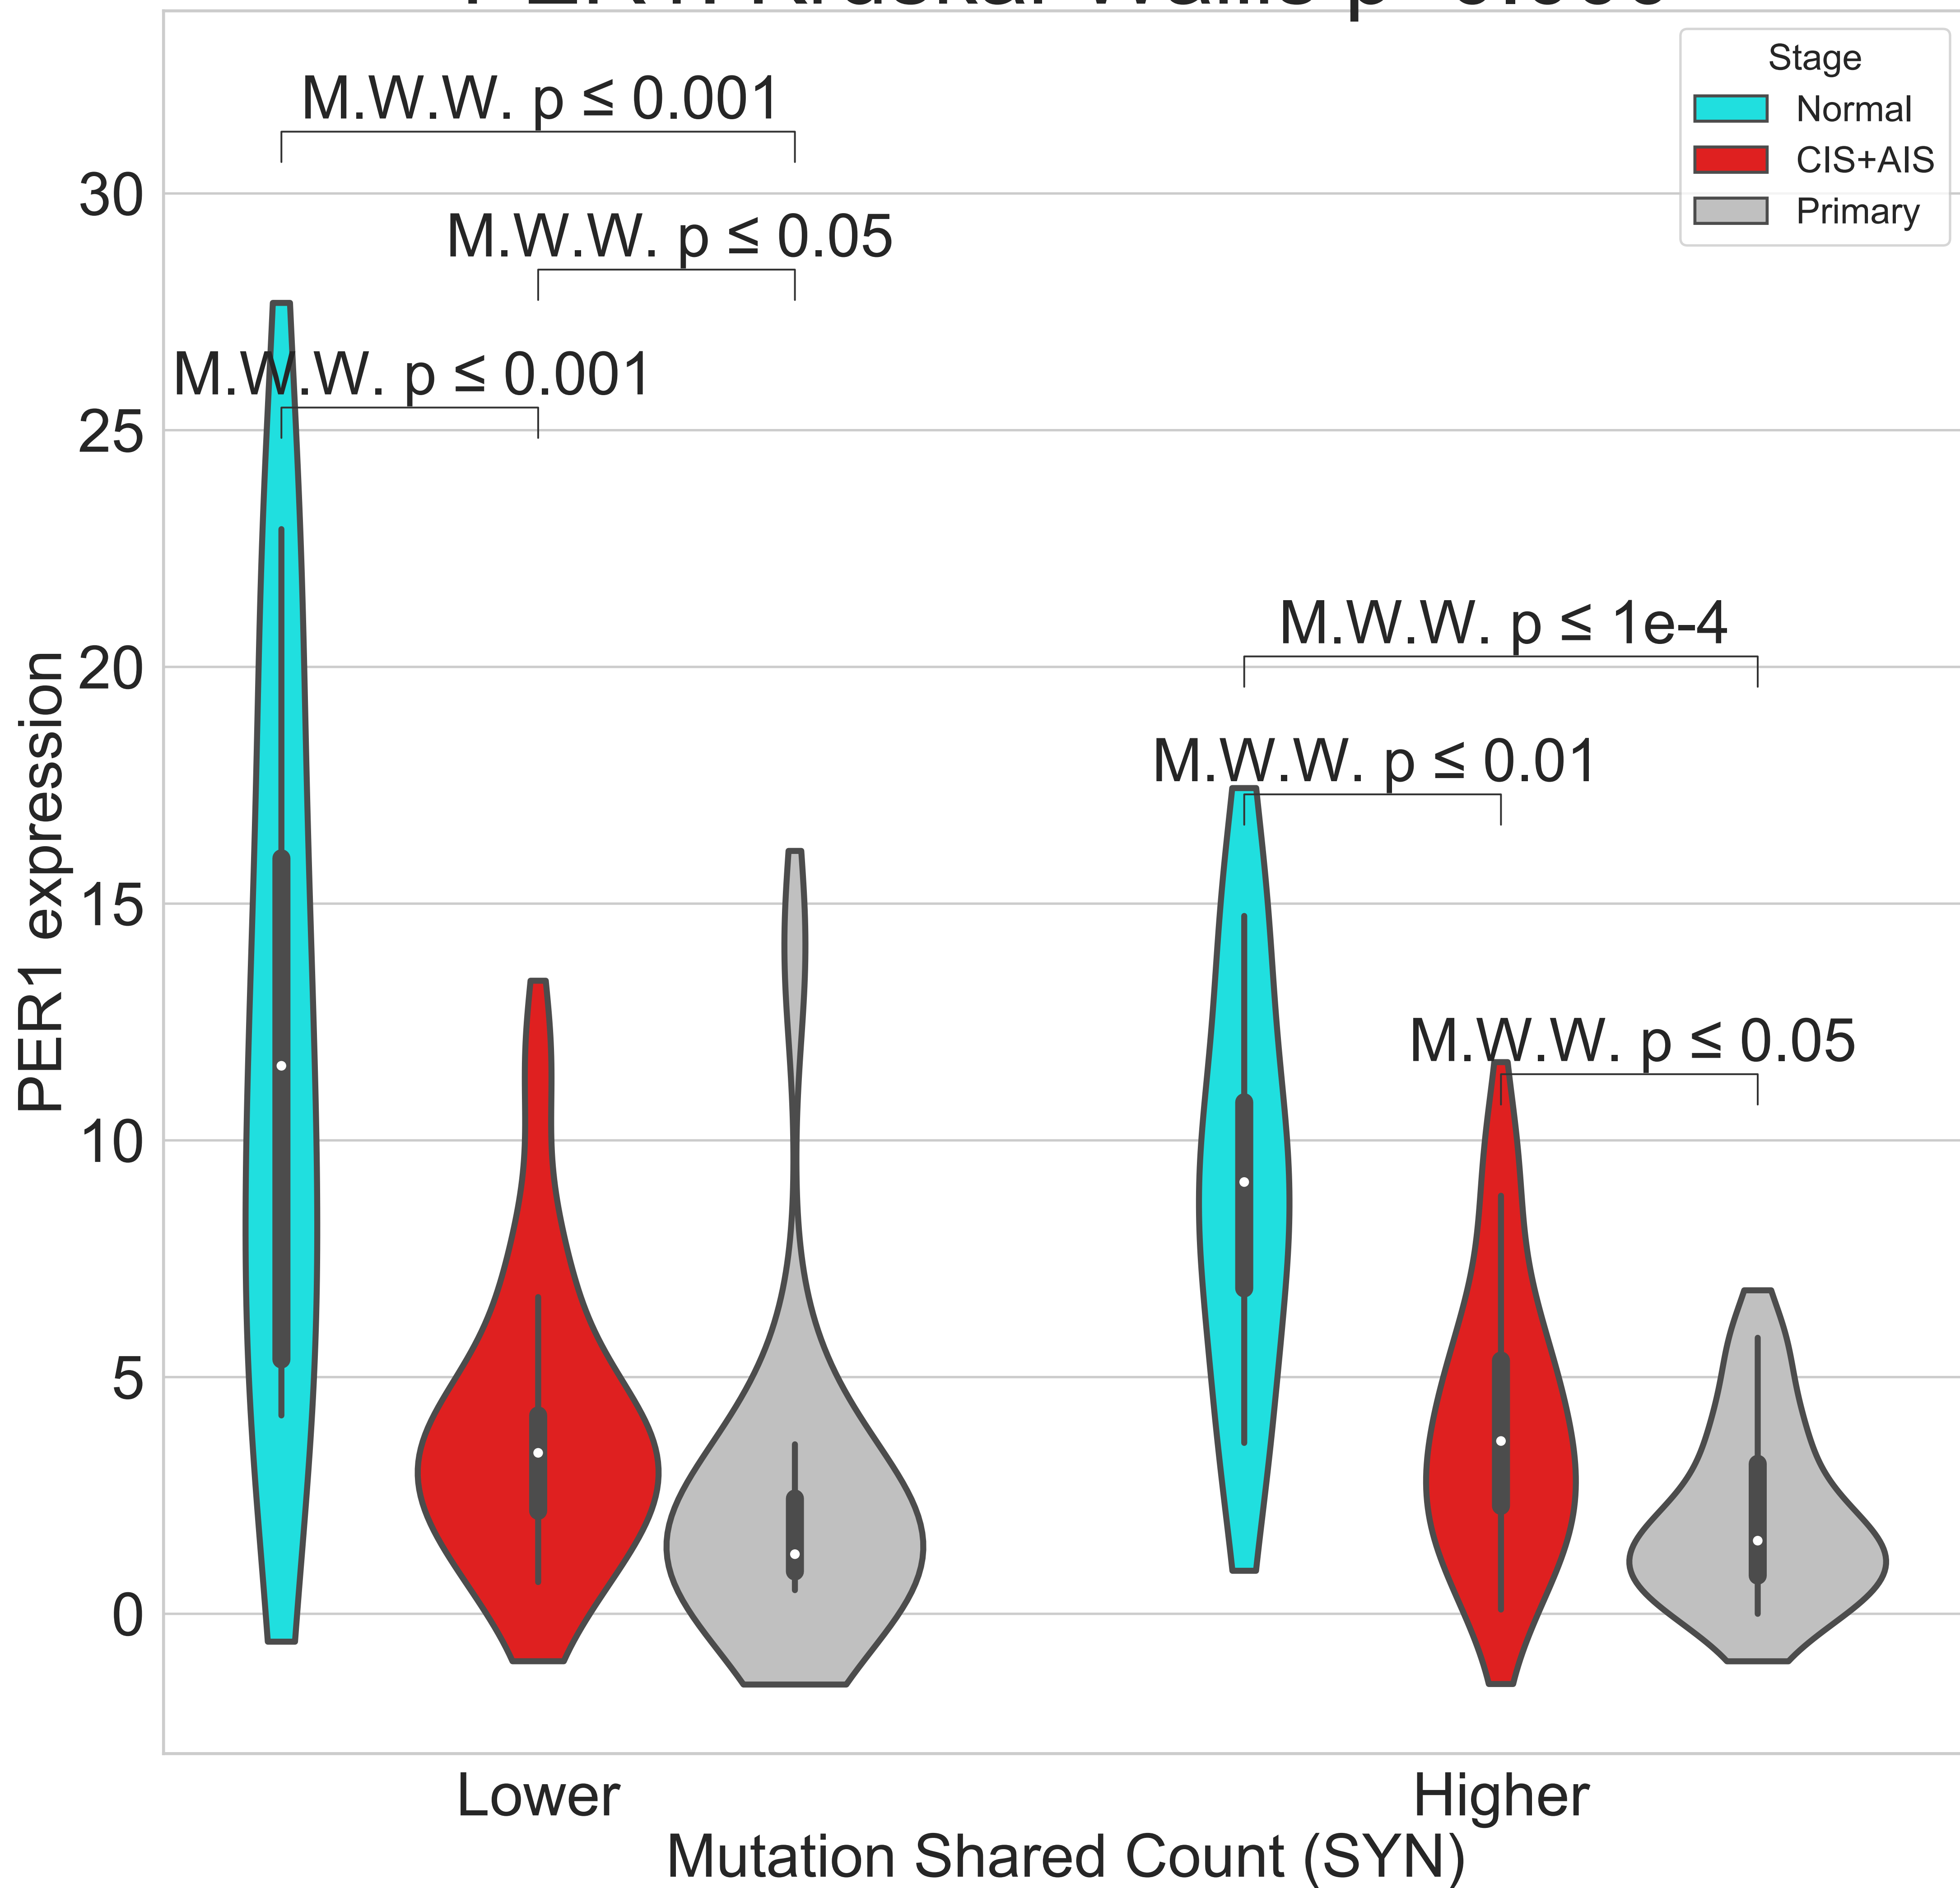 Stage
Normal
CIS+AIS
Primary
M.W.W. p ≤ 0.001
M.W.W. p ≤ 0.05
M.W.W. p ≤ 0.001
M.W.W. p ≤ 1e-4
M.W.W. p ≤ 0.01
M.W.W. p ≤ 0.05
30
25
20
15
10
5
0
PER1 expression
Lower
Higher
Mutation Shared Count (SYN)